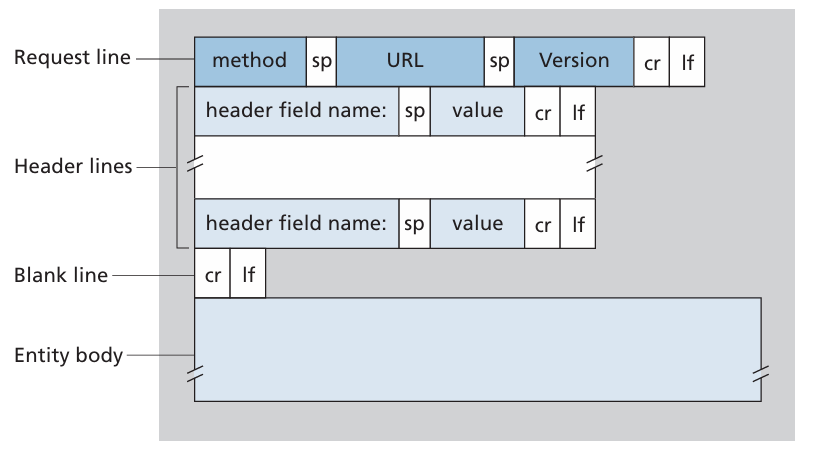 Request line method sp URL sp Version cr lf
header field name: sp value cr lf
Header lines
header field name: sp value cr lf
Blank line cr lf
Entity body